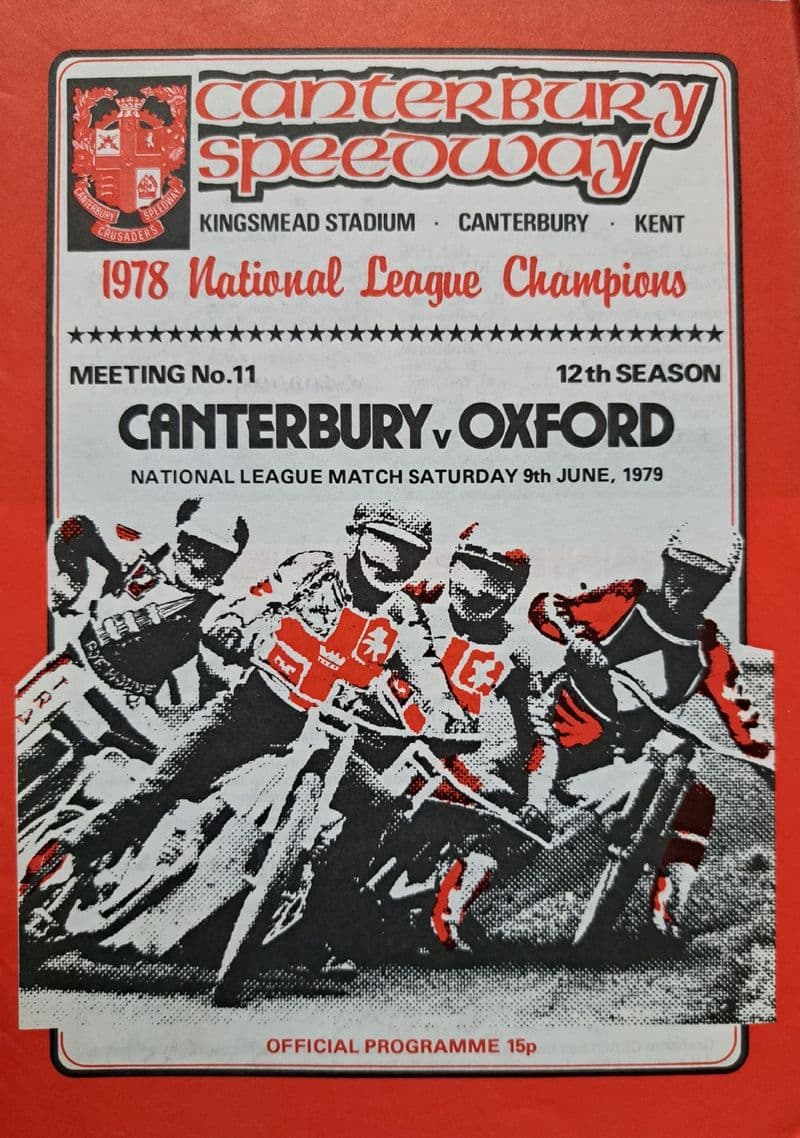 Canterbury
Speedway
CANTERBURY SPEEDWAY
CRUSADERS
KINGSMEAD STADIUM · CANTERBURY · KENT
1978 National League Champions
MEETING No.11 12th SEASON
CANTERBURY v OXFORD
NATIONAL LEAGUE MATCH SATURDAY 9th JUNE, 1979
OFFICIAL PROGRAMME 15p